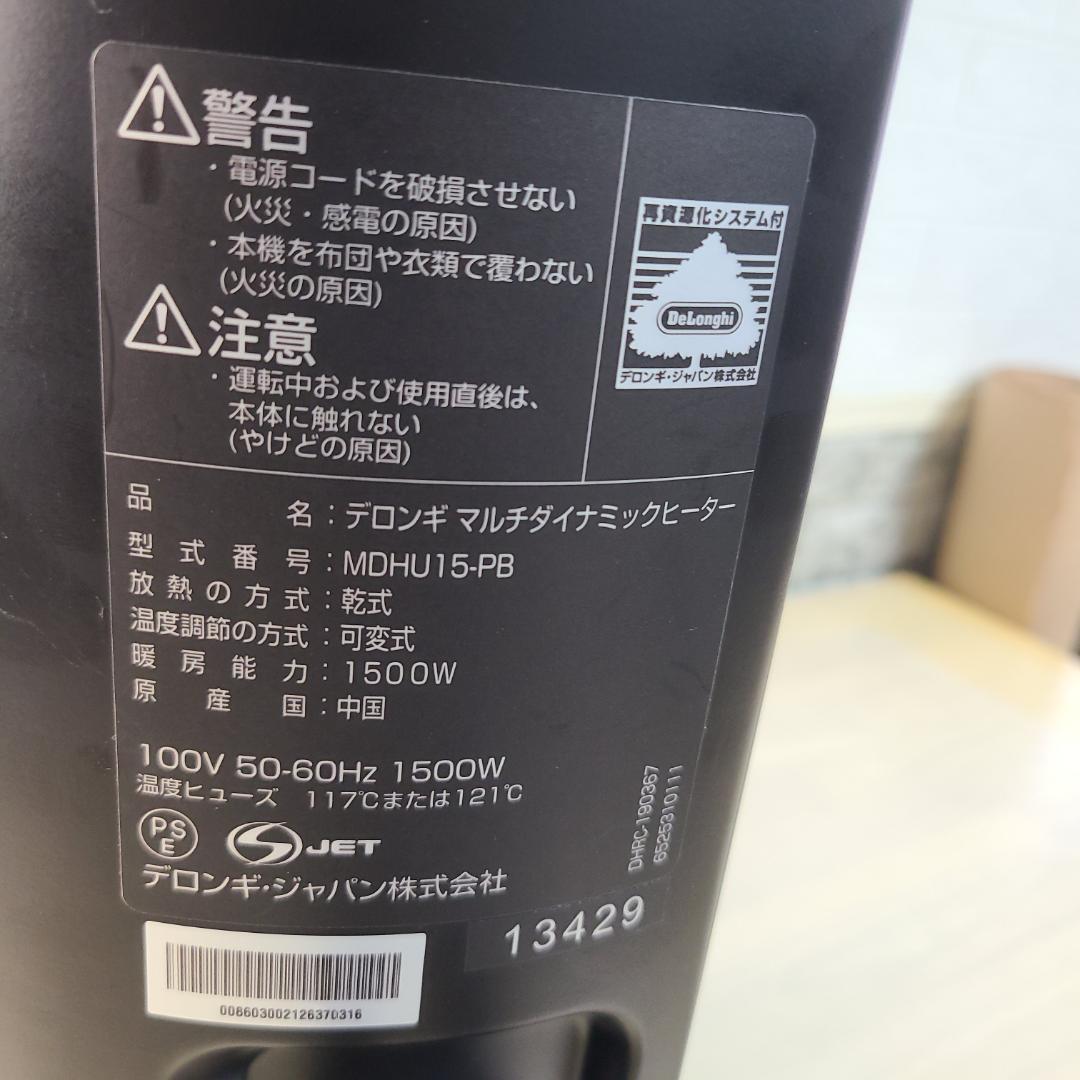 警告
・電源コードを破損させない
(火災・感電の原因)
・本機を布団や衣類で覆わない
(火災の原因)
注意
・運転中および使用直後は、
本体に触れない
(やけどの原因)
再資源化システム付
DeLonghi
デロンギ・ジャパン株式会社
品名：デロンギ マルチダイナミックヒーター
型式番号：MDHU15-PB
放熱の方式：乾式
温度調節の方式：可変式
暖房能力：1500W
原産国：中国
100V 50-60Hz 1500W
温度ヒューズ 117℃または121℃
PSE
JET
デロンギ・ジャパン株式会社
DHRC-190367
6525310111
13429
008603002126370316